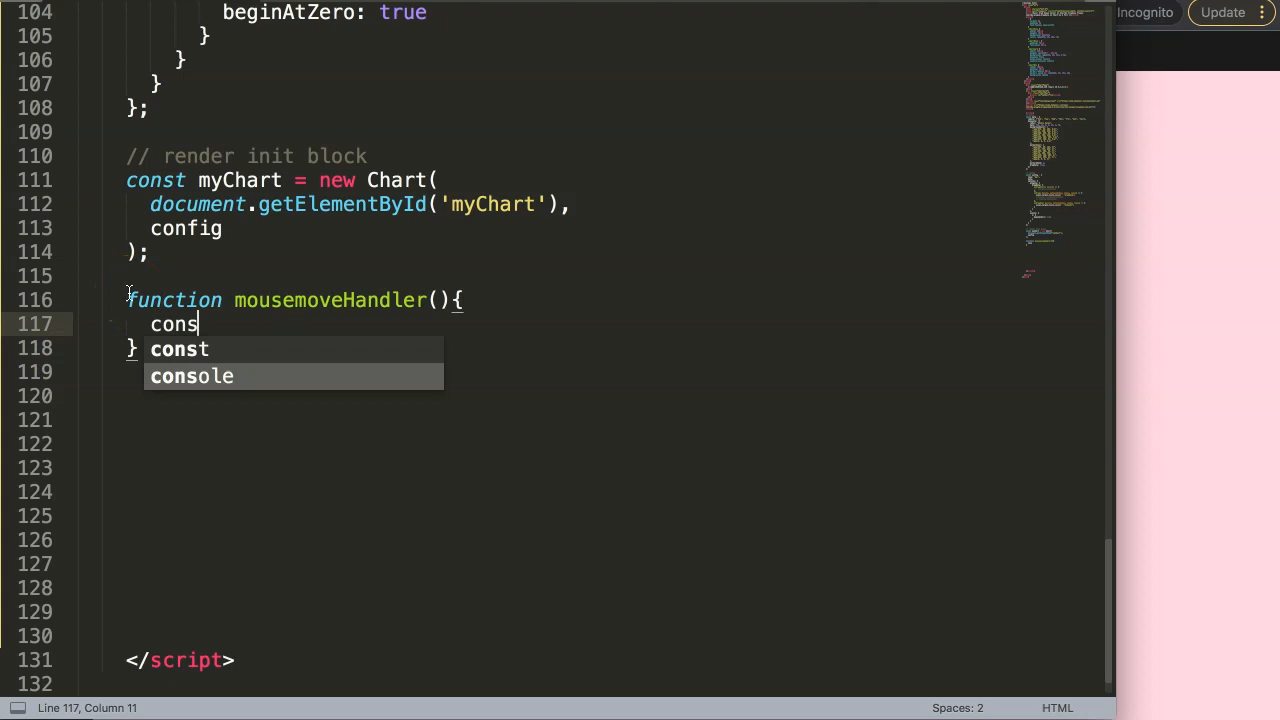 104 beginAtZero: true
105 }
106 }
107 }
108 };
109
110 // render init block
111 const myChart = new Chart(
112 document.getElementById('myChart'),
113 config
114 );
115
116 function mousemoveHandler(){
117 cons
118 }
const
119
console
120
121
122
123
124
125
126
127
128
129
130
131 </script>
132
Line 117, Column 11
Spaces: 2
HTML
Incognito
Update